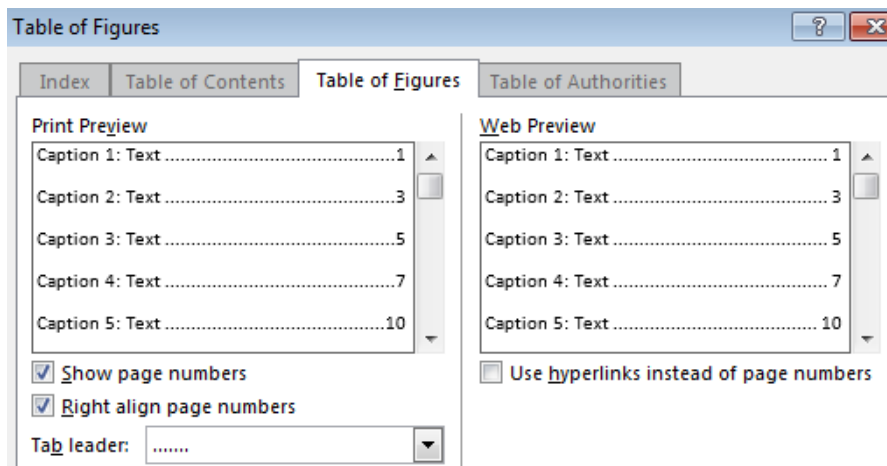 Table of Figures
Index
Table of Contents
Table of Figures
Table of Authorities
Print Preview
Caption 1: Text ............................................1
Caption 2: Text ............................................3
Caption 3: Text ............................................5
Caption 4: Text ............................................7
Caption 5: Text ..........................................10
Show page numbers
Right align page numbers
Tab leader: .......
Web Preview
Caption 1: Text ......................................... 1
Caption 2: Text ......................................... 3
Caption 3: Text ......................................... 5
Caption 4: Text ......................................... 7
Caption 5: Text ....................................... 10
Use hyperlinks instead of page numbers